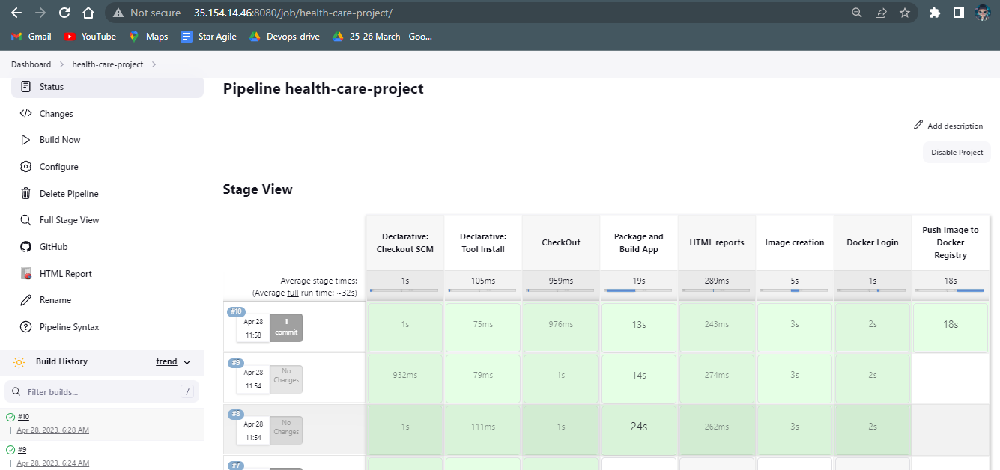 Not secure
35.154.14.46:8080/job/health-care-project/
Gmail
YouTube
Maps
Star Agile
Devops-drive
25-26 March - Goo...
Dashboard
health-care-project
Status
Changes
Build Now
Configure
Delete Pipeline
Full Stage View
GitHub
HTML Report
Rename
Pipeline Syntax
Build History
trend
Filter builds...
/
#10
Apr 28, 2023, 6:28 AM
#9
Apr 28, 2023, 6:24 AM
Pipeline health-care-project
Add description
Disable Project
Stage View
Declarative:
Checkout SCM
Declarative:
Tool Install
CheckOut
Package and
Build App
HTML reports
Image creation
Docker Login
Push Image to
Docker
Registry
Average stage times:
(Average full run time: ~32s)
1s
105ms
959ms
19s
289ms
5s
1s
18s
#10
Apr 28
11:58
1
commit
1s
75ms
976ms
13s
243ms
3s
2s
18s
#9
Apr 28
11:54
No
Changes
932ms
79ms
1s
14s
274ms
3s
2s
#8
Apr 28
11:54
No
Changes
1s
111ms
1s
24s
262ms
3s
2s
#7